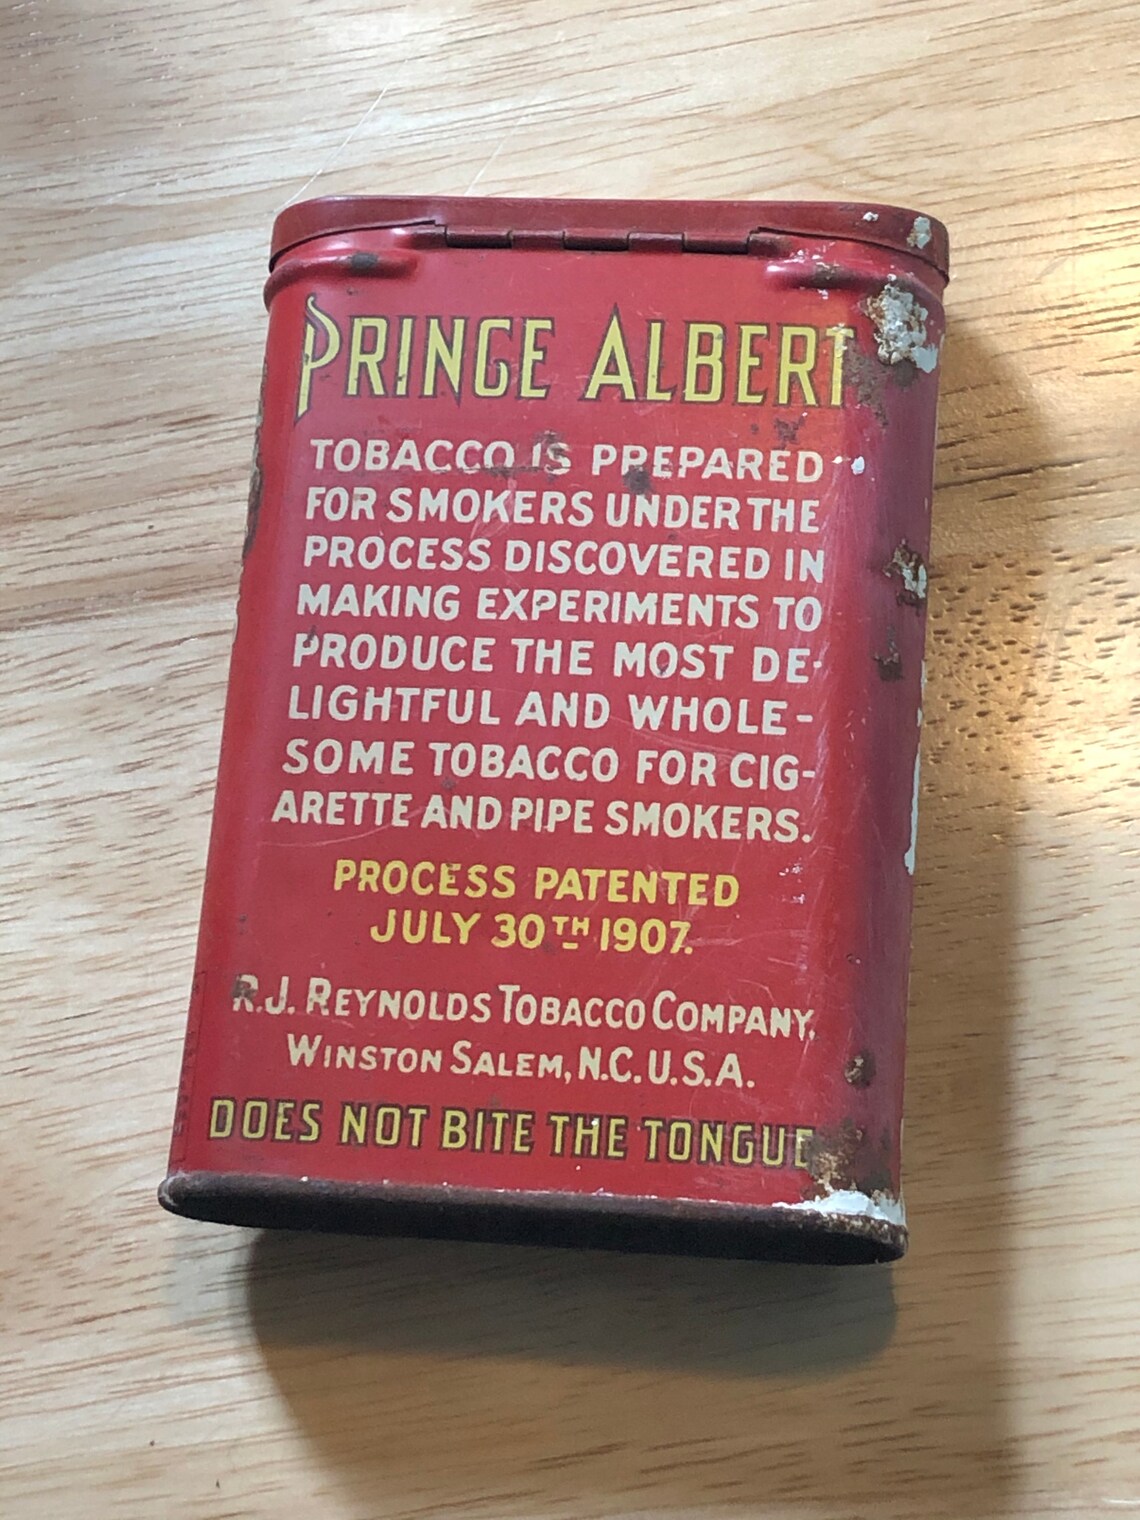 PRINCE ALBERT
TOBACCO IS PREPARED
FOR SMOKERS UNDER THE
PROCESS DISCOVERED IN
MAKING EXPERIMENTS TO
PRODUCE THE MOST DE-
LIGHTFUL AND WHOLE-
SOME TOBACCO FOR CIG-
ARETTE AND PIPE SMOKERS.
PROCESS PATENTED
JULY 30TH 1907.
R.J. REYNOLDS TOBACCO COMPANY,
WINSTON SALEM, N.C. U.S.A.
DOES NOT BITE THE TONGUE